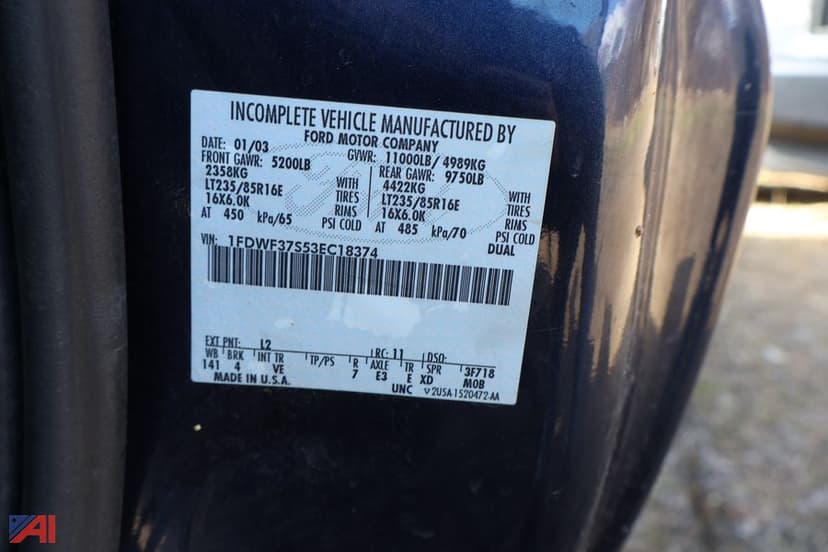 INCOMPLETE VEHICLE MANUFACTURED BY
FORD MOTOR COMPANY
DATE: 01/03 GVWR: 11000LB/ 4989KG
FRONT GAWR: 5200LB REAR GAWR: 9750LB
2358KG WITH 4422KG WITH
LT235/85R16E TIRES LT235/85R16E TIRES
16X6.0K RIMS 16X6.0K RIMS
AT 450 kPa/65 PSI COLD AT 485 kPa/70 PSI COLD
DUAL
VIN: 1FDWF37S53EC18374
EXT PNT: L2 RC: 11 DSO:
WB BRK INT TR TP/PS R AXLE TR SPR 3F718
141 4 VE 7 E3 E XD MOB
MADE IN U.S.A. UNC V2USA-1520472-AA
AI